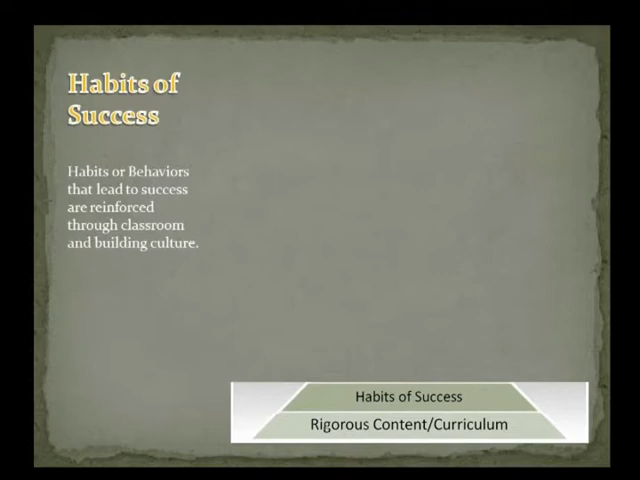 Habits of
Success
Habits or Behaviors
that lead to success
are reinforced
through classroom
and building culture.
Habits of Success
Rigorous Content/Curriculum